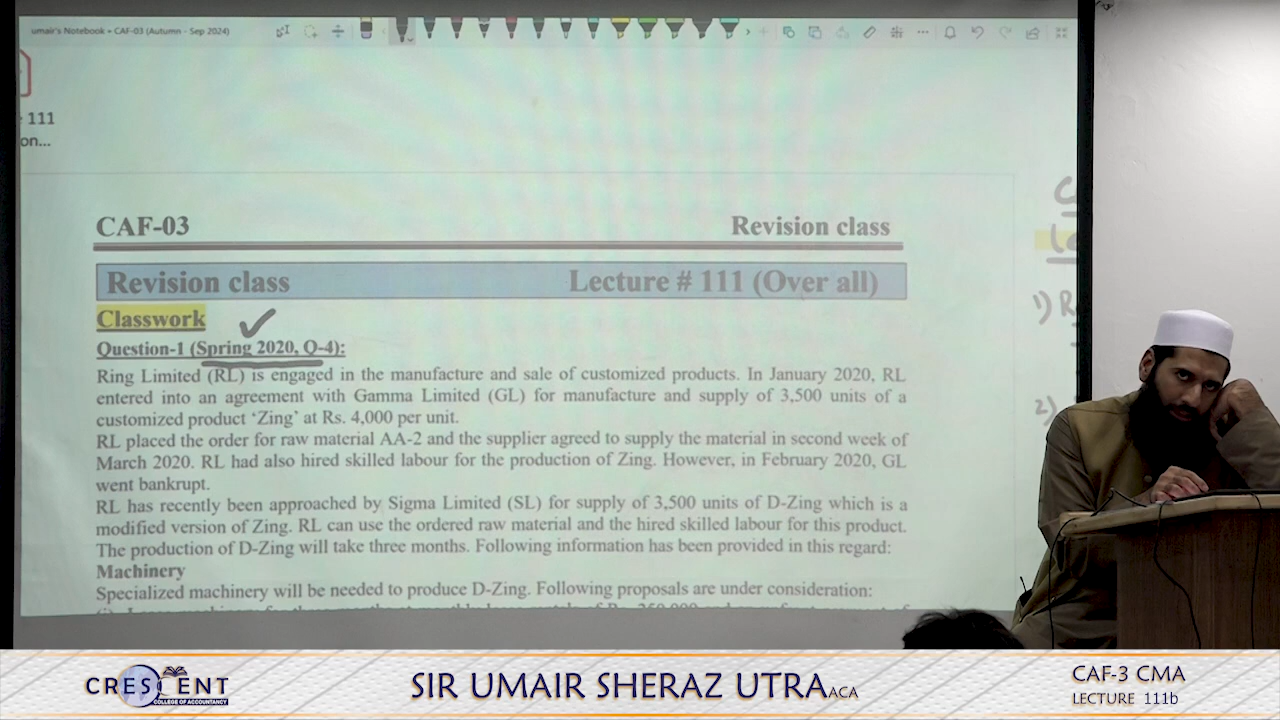 umair's Notebook » CAF-03 (Autumn - Sep 2024)
111
on...
CAF-03 Revision class
Revision class Lecture # 111 (Over all)
Classwork
Question-1 (Spring 2020, Q-4):
Ring Limited (RL) is engaged in the manufacture and sale of customized products. In January 2020, RL
entered into an agreement with Gamma Limited (GL) for manufacture and supply of 3,500 units of a
customized product ‘Zing’ at Rs. 4,000 per unit.
RL placed the order for raw material AA-2 and the supplier agreed to supply the material in second week of
March 2020. RL had also hired skilled labour for the production of Zing. However, in February 2020, GL
went bankrupt.
RL has recently been approached by Sigma Limited (SL) for supply of 3,500 units of D-Zing which is a
modified version of Zing. RL can use the ordered raw material and the hired skilled labour for this product.
The production of D-Zing will take three months. Following information has been provided in this regard:
Machinery
Specialized machinery will be needed to produce D-Zing. Following proposals are under consideration:
1) R
2)
CRESCENT
COLLEGE OF ACCOUNTANCY
SIR UMAIR SHERAZ UTRA ACA
CAF-3 CMA
LECTURE 111b